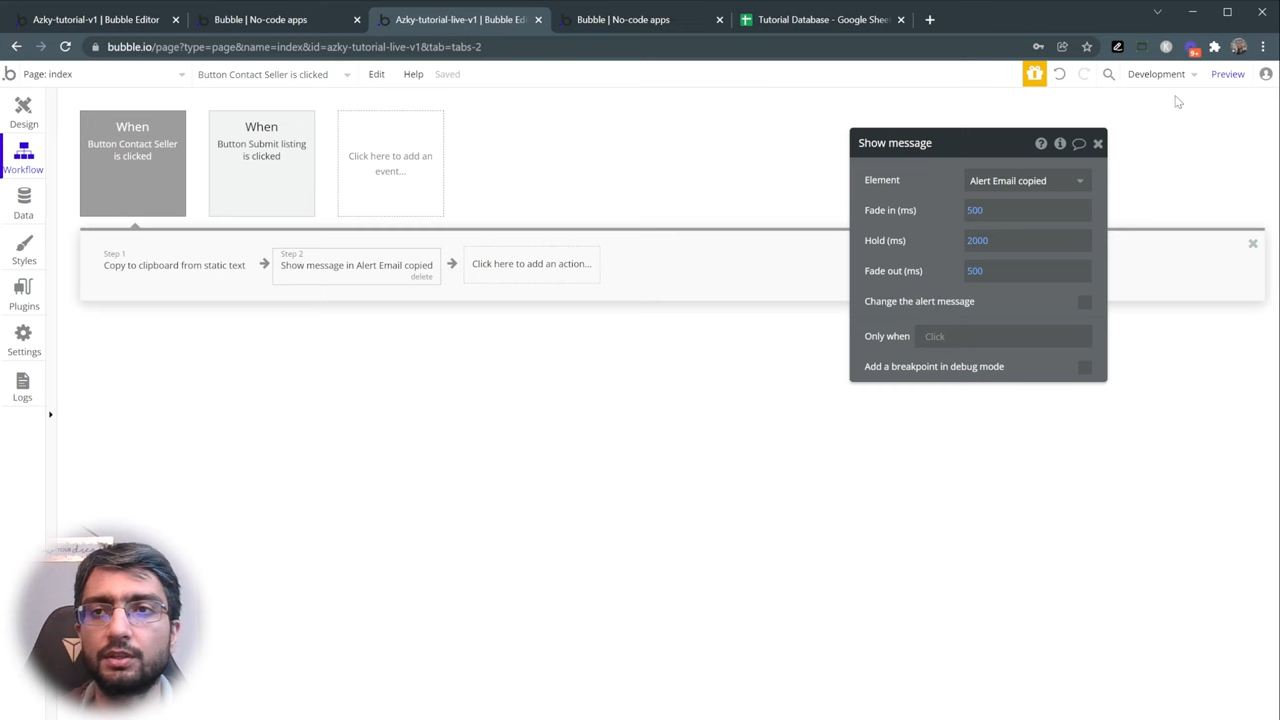 Azky-tutorial-v1 | Bubble Editor
Bubble | No-code apps
Azky-tutorial-live-v1 | Bubble Edi
Bubble | No-code apps
Tutorial Database - Google Shee
bubble.io/page?type=page&name=index&id=azky-tutorial-live-v1&tab=tabs-2
9+
Page: index
Button Contact Seller is clicked
Edit
Help
Saved
Development
Preview
Design
Workflow
Data
Styles
Plugins
Settings
Logs
When
Button Contact Seller
is clicked
When
Button Submit listing
is clicked
Click here to add an
event...
Step 1
Copy to clipboard from static text
Step 2
Show message in Alert Email copied
delete
Click here to add an action...
Show message
Element
Alert Email copied
Fade in (ms)
500
Hold (ms)
2000
Fade out (ms)
500
Change the alert message
Only when
Click
Add a breakpoint in debug mode